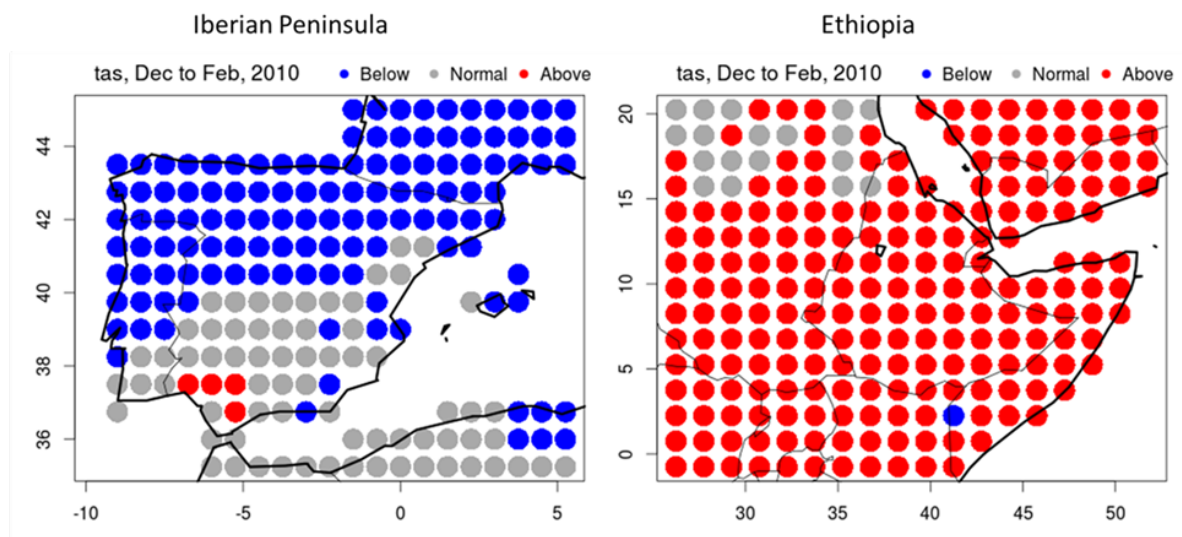 Iberian Peninsula
tas, Dec to Feb, 2010 Below Normal Above
44
42
40
38
36
-10 -5 0 5
Ethiopia
tas, Dec to Feb, 2010 Below Normal Above
20
15
10
5
0
30 35 40 45 50